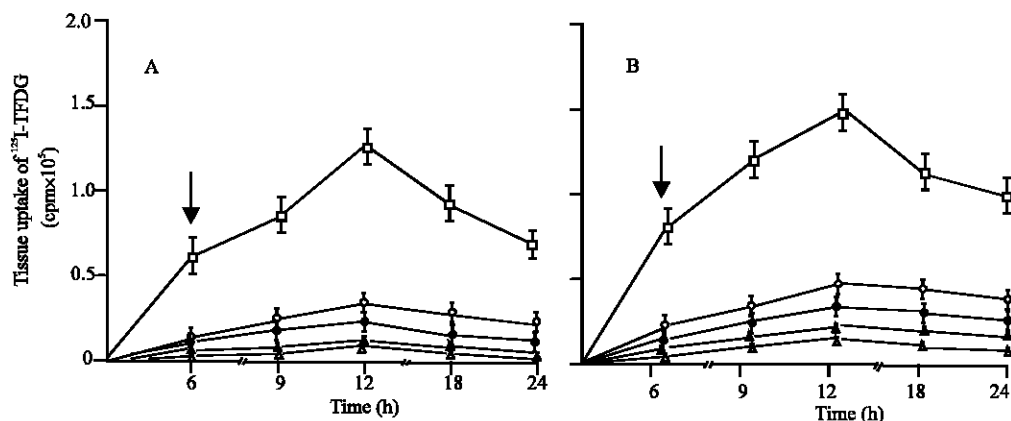 2.0
A
B
1.5
1.0
0.5
0
Tissue uptake of ¹²⁵I-TFDG
(cpm×10⁵)
6 9 12 18 24
Time (h)
6 9 12 18 24
Time (h)